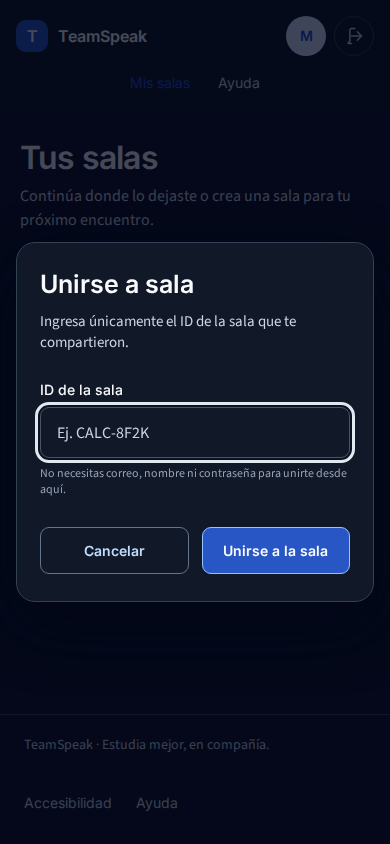 T TeamSpeak M
Mis salas Ayuda
Tus salas
Continúa donde lo dejaste o crea una sala para tu
próximo encuentro.
Unirse a sala
Ingresa únicamente el ID de la sala que te
compartieron.
ID de la sala
Ej. CALC-8F2K
No necesitas correo, nombre ni contraseña para unirte desde
aquí.
Cancelar Unirse a la sala
TeamSpeak · Estudia mejor, en compañía.
Accesibilidad Ayuda